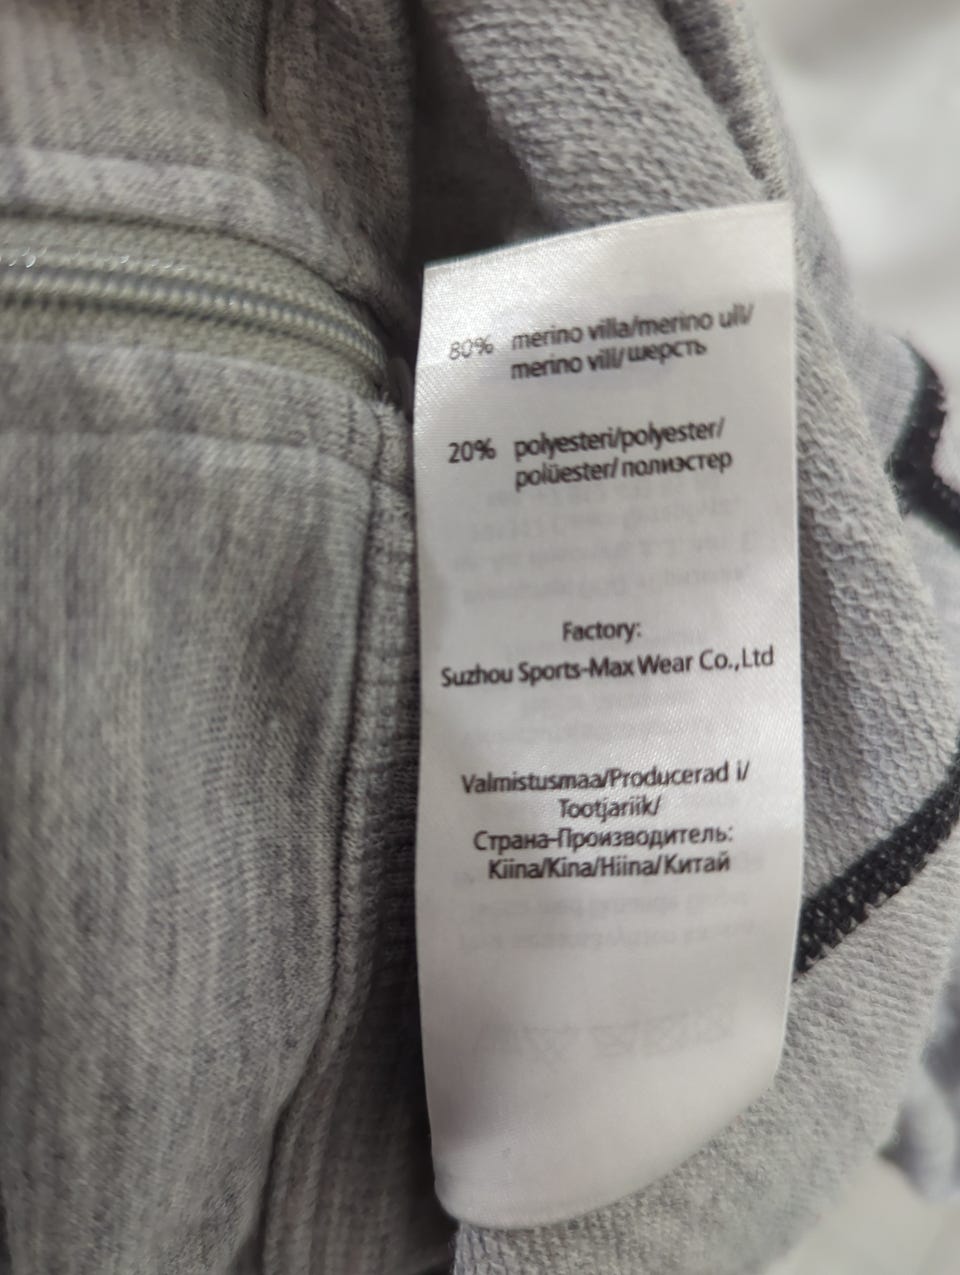 80% merino villa/merino ull/
merino vill/шерсть
20% polyesteri/polyester/
polüester/полиэстер
Factory:
Suzhou Sports-Max Wear Co.,Ltd
Valmistusmaa/Producerad i/
Tootjariik/
Страна-Производитель:
Kiina/Kina/Hiina/Китай